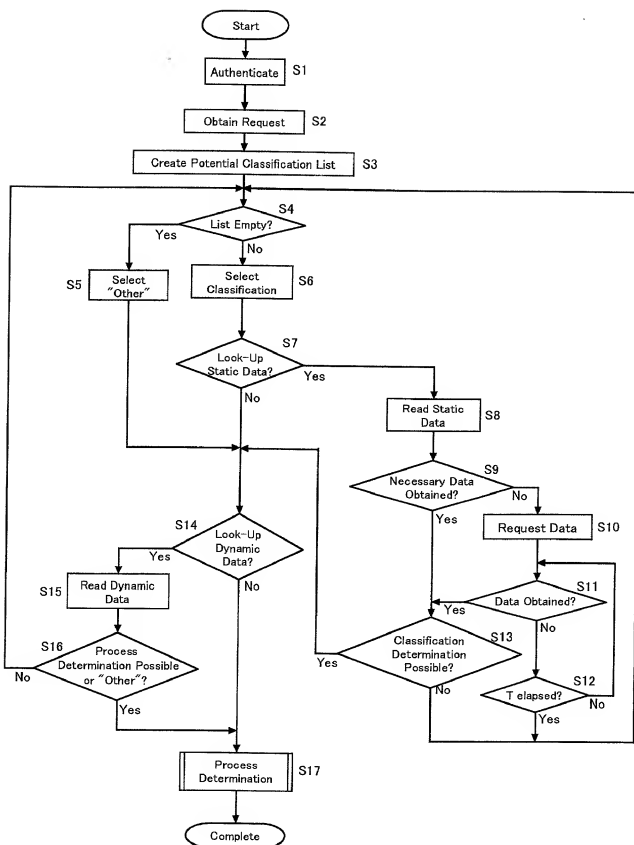 Start
Authenticate
S1
Obtain Request
S2
Create Potential Classification List
S3
S4
List Empty?
Yes
No
S5
Select
"Other"
Select
Classification
S6
S7
Look-Up
Static Data?
Yes
No
Read Static
Data
S8
S9
Necessary Data
Obtained?
No
Yes
Request Data
S10
S14
Look-Up
Dynamic
Data?
Yes
No
S15
Read Dynamic
Data
S11
Data Obtained?
Yes
No
S16
Process
Determination Possible
or "Other"?
No
Yes
S13
Classification
Determination
Possible?
Yes
No
S12
T elapsed?
No
Yes
Process
Determination
S17
Complete